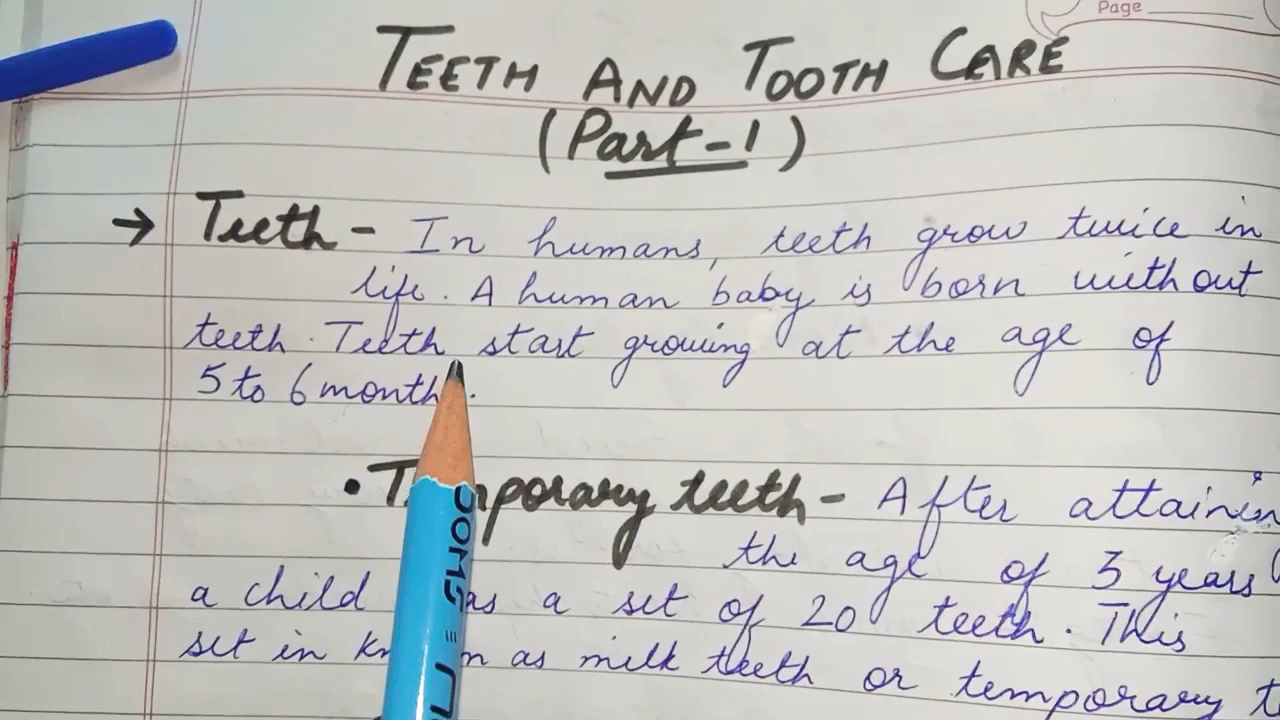 Page
TEETH AND TOOTH CARE
(Part-1)
→ Teeth - In humans, teeth grow twice in
life. A human baby is born without
teeth. Teeth start growing at the age of
5 to 6 month.
• Temporary teeth - After attainin
the age of 3 years
a child as a set of 20 teeth. This
set in as milk teeth or temporary t
DOMS